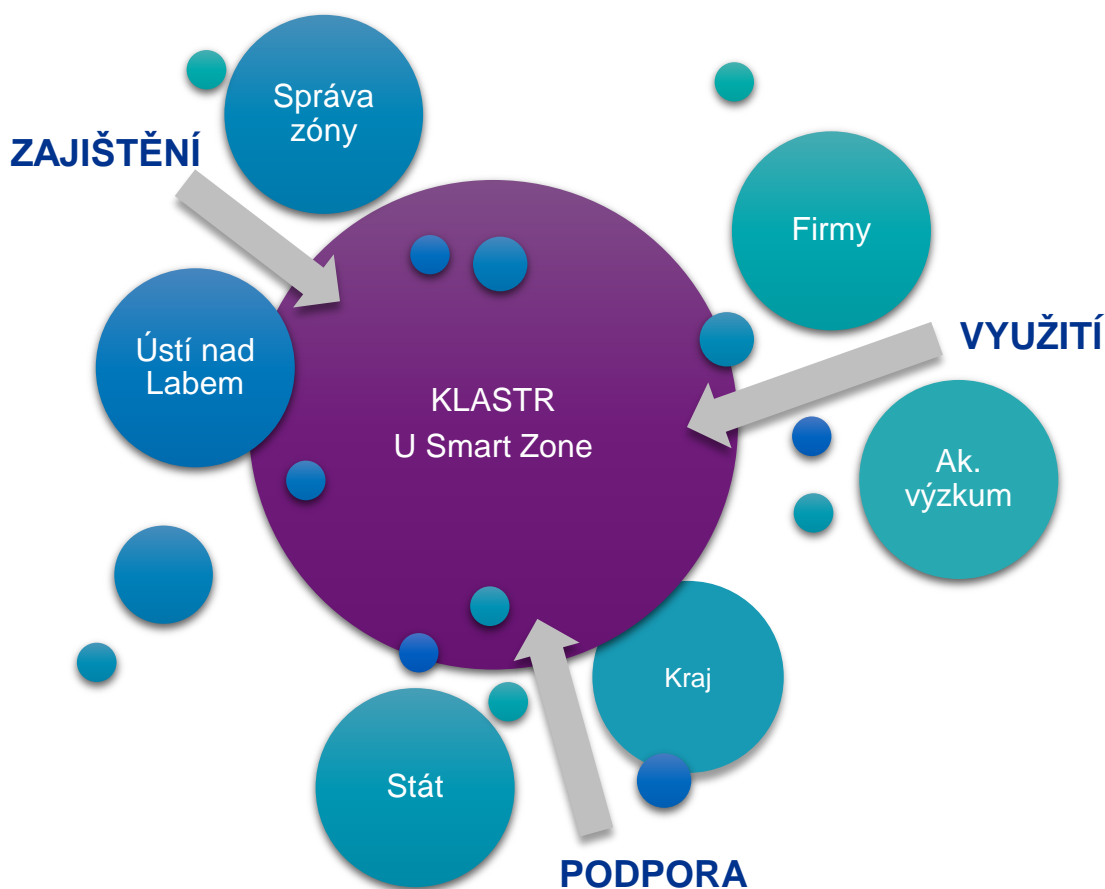 Správa
zóny
ZAJIŠTĚNÍ
Firmy
VYUŽITÍ
Ústí nad
Labem
KLASTR
U Smart Zone
Ak.
výzkum
Kraj
Stát
PODPORA